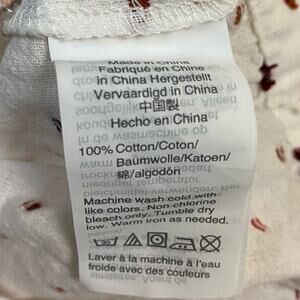 Made in China
Fabriqué en Chine
in China Hergestellt
Vervaardigd in China
中国製
Hecho en China
100% Cotton/Coton/
Baumwolle/Katoen/
綿/algodón
Machine wash cold with
like colors. Non chlorine
bleach only. Tumble dry
low. Warm iron as needed.
30
Laver à la machine à l'eau
froide avec des couleurs